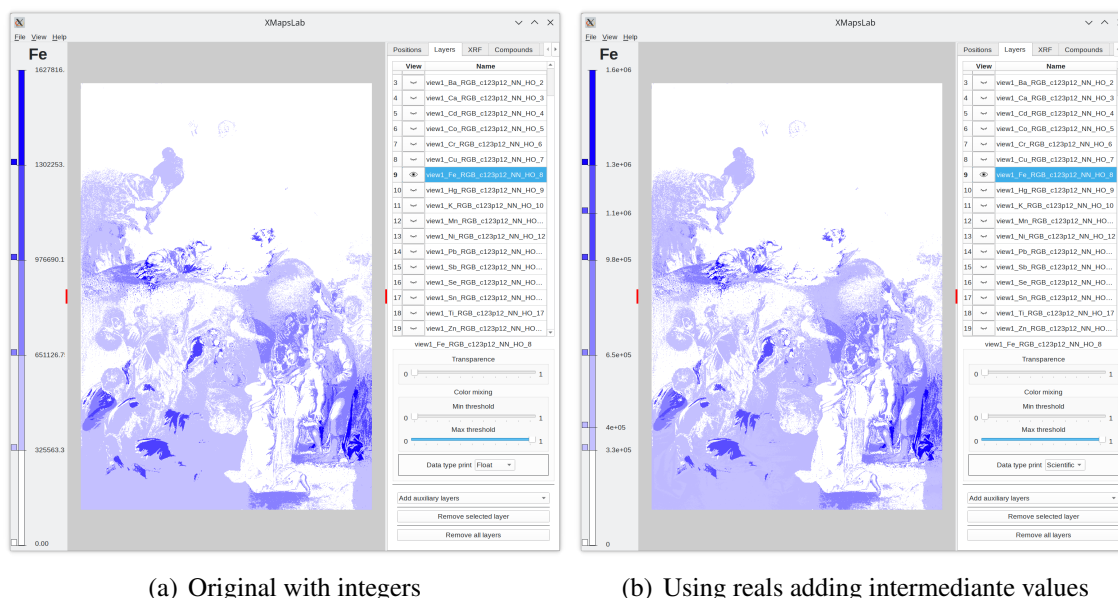 XMapsLab
File View Help
Fe
1627816.
1302253.
976690.1
651126.7
325563.3
0.00
Positions Layers XRF Compounds
View Name
3 view1_Ba_RGB_c123p12_NN_HO_2
4 view1_Ca_RGB_c123p12_NN_HO_3
5 view1_Cd_RGB_c123p12_NN_HO_4
6 view1_Co_RGB_c123p12_NN_HO_5
7 view1_Cr_RGB_c123p12_NN_HO_6
8 view1_Cu_RGB_c123p12_NN_HO_7
9 view1_Fe_RGB_c123p12_NN_HO_8
10 view1_Hg_RGB_c123p12_NN_HO_9
11 view1_K_RGB_c123p12_NN_HO_10
12 view1_Mn_RGB_c123p12_NN_HO...
13 view1_Ni_RGB_c123p12_NN_HO_12
14 view1_Pb_RGB_c123p12_NN_HO...
15 view1_Sb_RGB_c123p12_NN_HO...
16 view1_Se_RGB_c123p12_NN_HO...
17 view1_Sn_RGB_c123p12_NN_HO...
18 view1_Ti_RGB_c123p12_NN_HO_17
19 view1_Zn_RGB_c123p12_NN_HO...
view1_Fe_RGB_c123p12_NN_HO_8
Transparence
0 1
Color mixing
Min threshold
0 1
Max threshold
0 1
Data type print Float
Add auxiliary layers
Remove selected layer
Remove all layers
(a) Original with integers
XMapsLab
File View Help
Fe
1.6e+06
1.3e+06
1.1e+06
9.8e+05
6.5e+05
4e+05
3.3e+05
0
Positions Layers XRF Compounds
View Name
3 view1_Ba_RGB_c123p12_NN_HO_2
4 view1_Ca_RGB_c123p12_NN_HO_3
5 view1_Cd_RGB_c123p12_NN_HO_4
6 view1_Co_RGB_c123p12_NN_HO_5
7 view1_Cr_RGB_c123p12_NN_HO_6
8 view1_Cu_RGB_c123p12_NN_HO_7
9 view1_Fe_RGB_c123p12_NN_HO_8
10 view1_Hg_RGB_c123p12_NN_HO_9
11 view1_K_RGB_c123p12_NN_HO_10
12 view1_Mn_RGB_c123p12_NN_HO...
13 view1_Ni_RGB_c123p12_NN_HO_12
14 view1_Pb_RGB_c123p12_NN_HO...
15 view1_Sb_RGB_c123p12_NN_HO...
16 view1_Se_RGB_c123p12_NN_HO...
17 view1_Sn_RGB_c123p12_NN_HO...
18 view1_Ti_RGB_c123p12_NN_HO_17
19 view1_Zn_RGB_c123p12_NN_HO...
view1_Fe_RGB_c123p12_NN_HO_8
Transparence
0 1
Color mixing
Min threshold
0 1
Max threshold
0 1
Data type print Scientific
Add auxiliary layers
Remove selected layer
Remove all layers
(b) Using reals adding intermediante values